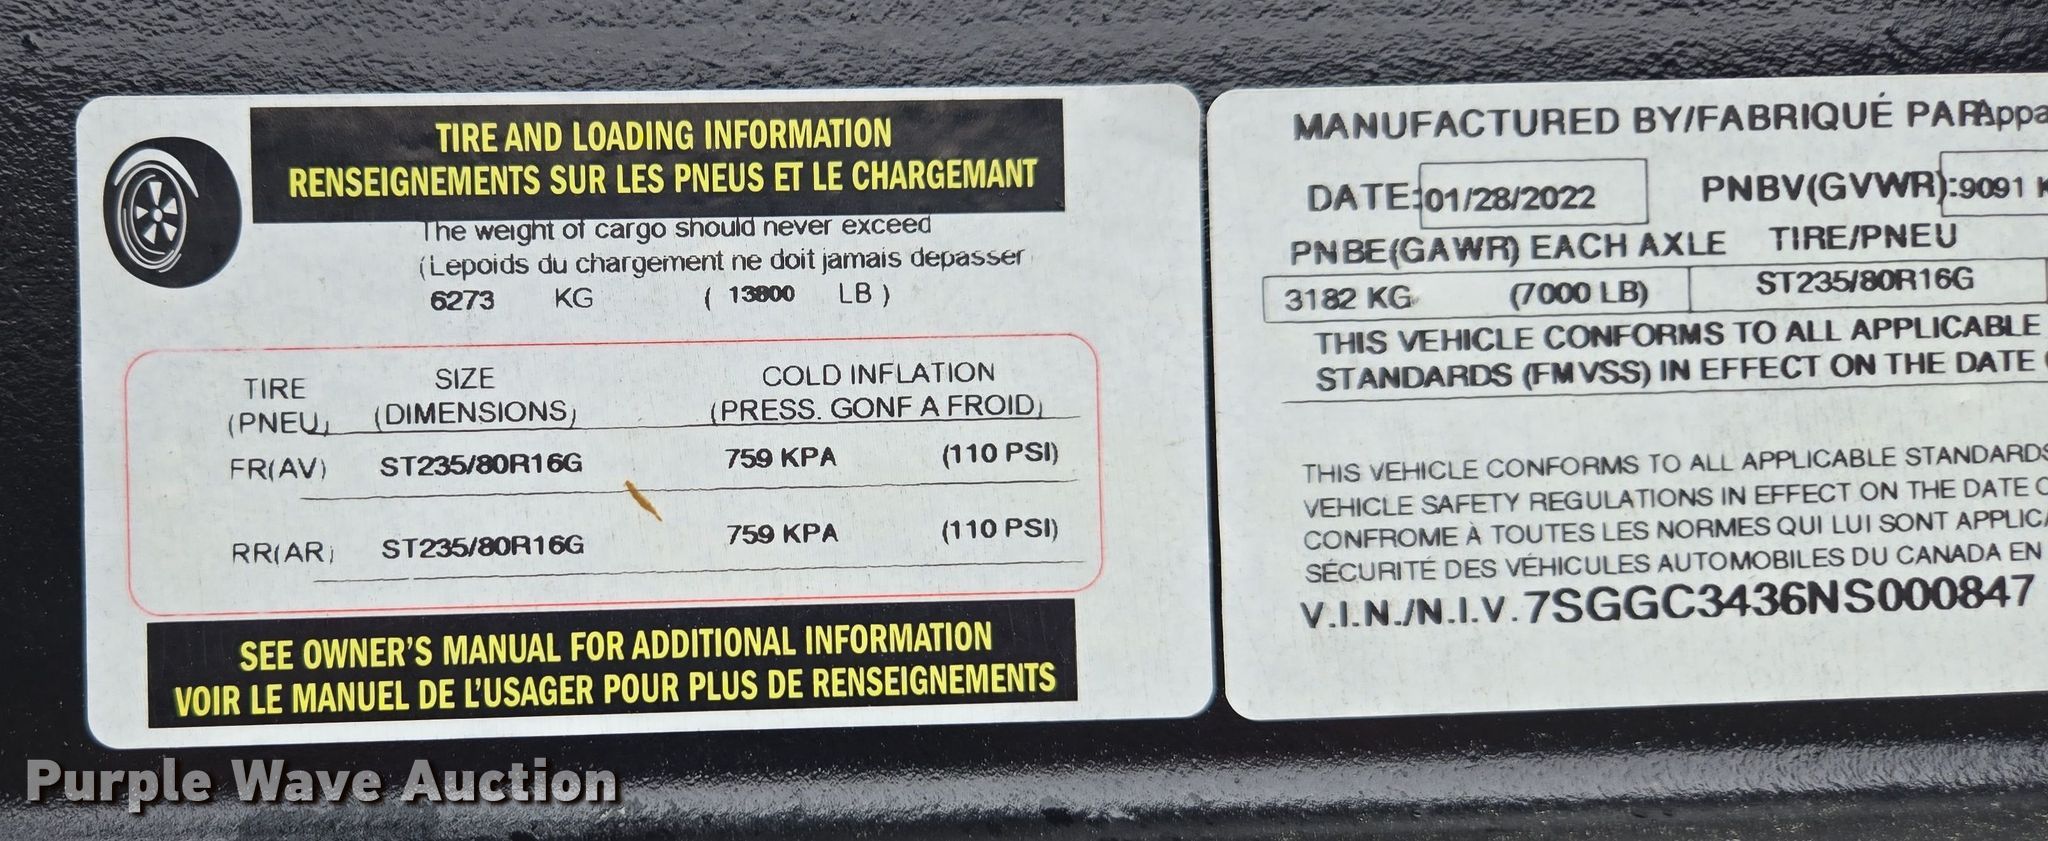 TIRE AND LOADING INFORMATION
RENSEIGNEMENTS SUR LES PNEUS ET LE CHARGEMANT
The weight of cargo should never exceed
(Lepoids du chargement ne doit jamais depasser
6273 KG ( 13800 LB )
TIRE SIZE COLD INFLATION
(PNEU) (DIMENSIONS) (PRESS. GONF A FROID)
FR(AV) ST235/80R16G 759 KPA (110 PSI)
RR(AR) ST235/80R16G 759 KPA (110 PSI)
SEE OWNER'S MANUAL FOR ADDITIONAL INFORMATION
VOIR LE MANUEL DE L'USAGER POUR PLUS DE RENSEIGNEMENTS
MANUFACTURED BY/FABRIQUÉ PAR Appa
DATE: 01/28/2022 PNBV(GVWR): 9091 K
PNBE(GAWR) EACH AXLE TIRE/PNEU
3182 KG (7000 LB) ST235/80R16G
THIS VEHICLE CONFORMS TO ALL APPLICABLE
STANDARDS (FMVSS) IN EFFECT ON THE DATE
THIS VEHICLE CONFORMS TO ALL APPLICABLE STANDARDS
VEHICLE SAFETY REGULATIONS IN EFFECT ON THE DATE O
CONFROME À TOUTES LES NORMES QUI LUI SONT APPLICA
SÉCURITÉ DES VÉHICULES AUTOMOBILES DU CANADA EN
V.I.N./N.I.V. 7SGGC3436NS000847
Purple Wave Auction